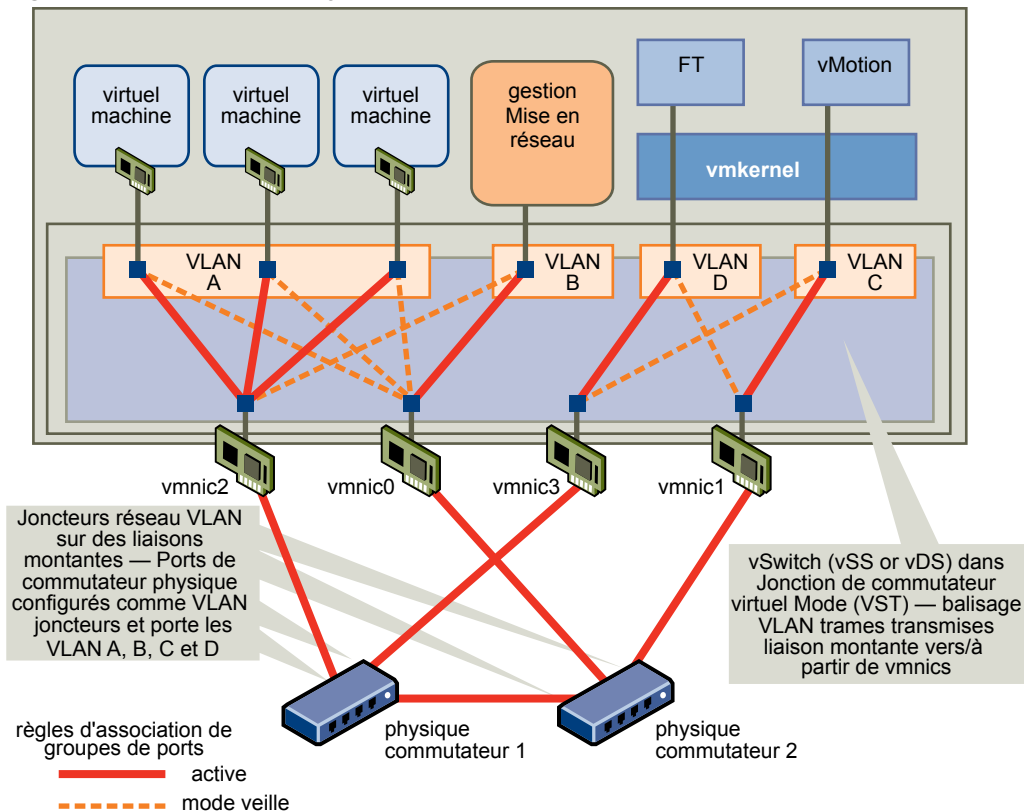 virtuel
machine
virtuel
machine
virtuel
machine
gestion
Mise en
réseau
FT
vMotion
vmkernel
VLAN
A
VLAN
B
VLAN
D
VLAN
C
vmnic2
vmnic0
vmnic3
vmnic1
Joncteurs réseau VLAN
sur des liaisons
montantes — Ports de
commutateur physique
configurés comme VLAN
joncteurs et porte les
VLAN A, B, C et D
vSwitch (vSS or vDS) dans
Jonction de commutateur
virtuel Mode (VST) — balisage
VLAN trames transmises
liaison montante vers/à
partir de vmnics
physique
commutateur 1
physique
commutateur 2
règles d'association de
groupes de ports
active
mode veille